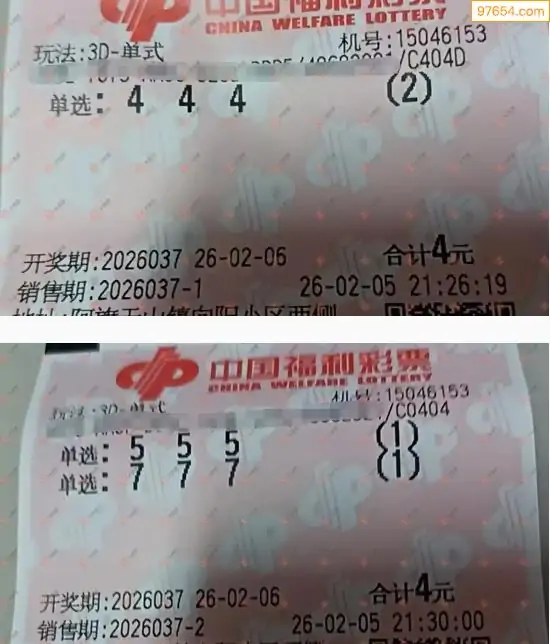 97654.com
中国福利彩票
CHINA WELFARE LOTTERY
玩法:3D-单式
机号:15046153
/C404D
单选: 4 4 4 (2)
开奖期:2026037 26-02-06 合计4元
销售期:2026037-1 26-02-05 21:26:19
中国福利彩票
CHINA WELFARE LOTTERY
玩法:3D-单式
机号:15046153
/C0404
单选: 5 5 5 (1)
单选: 7 7 7 (1)
开奖期:2026037 26-02-06 合计4元
销售期:2026037-2 26-02-05 21:30:00